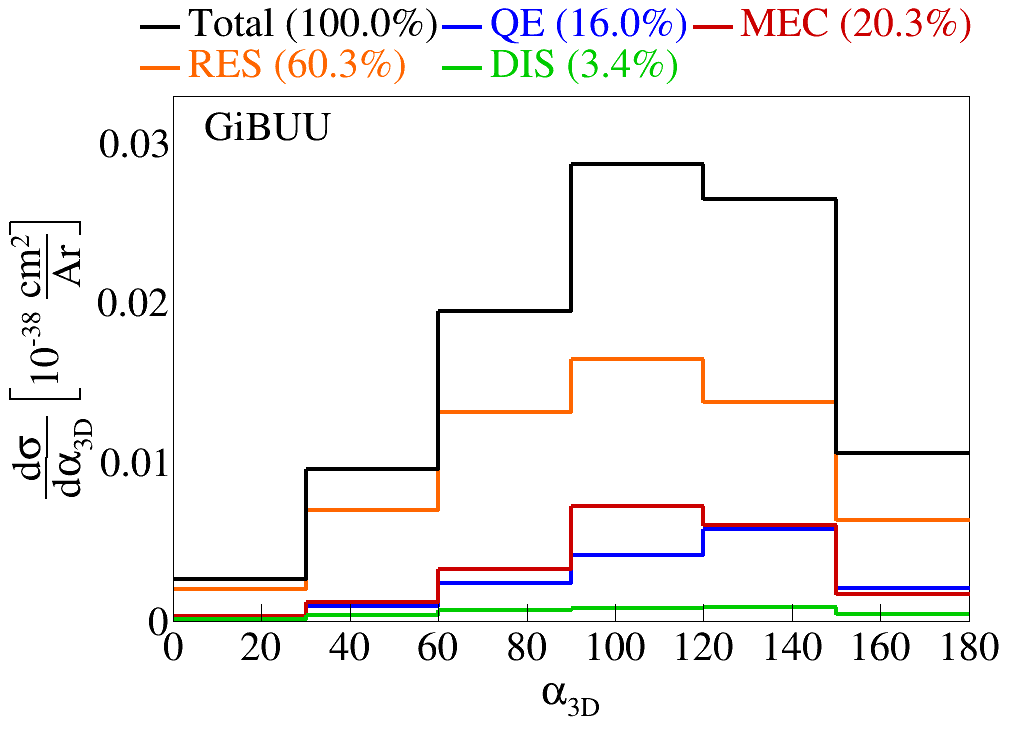 Total (100.0%) QE (16.0%) MEC (20.3%)
RES (60.3%) DIS (3.4%)
GiBUU
0.03
0.02
0.01
0
dσ/dα₃D [10⁻³⁸ cm²/Ar]
0 20 40 60 80 100 120 140 160 180
α₃D